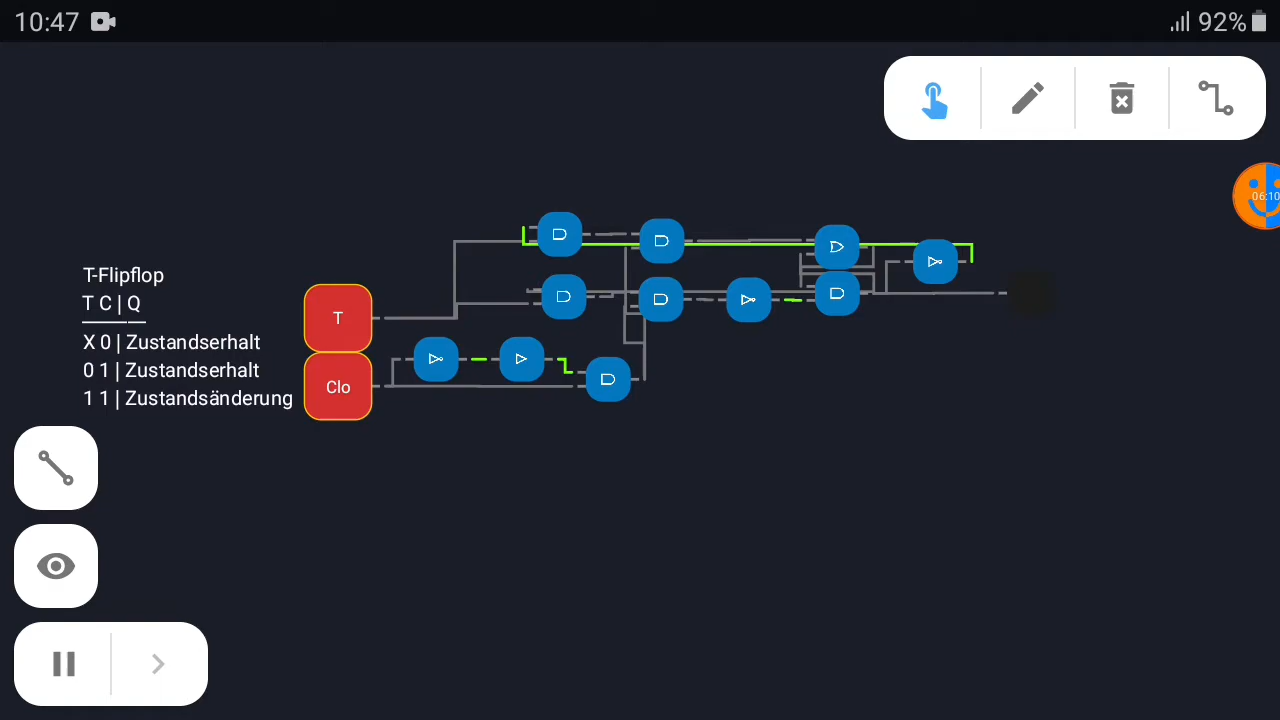 10:47
92%
06:10
T-Flipflop
T C | Q
X 0 | Zustandserhalt
0 1 | Zustandserhalt
1 1 | Zustandsänderung
T
Clo